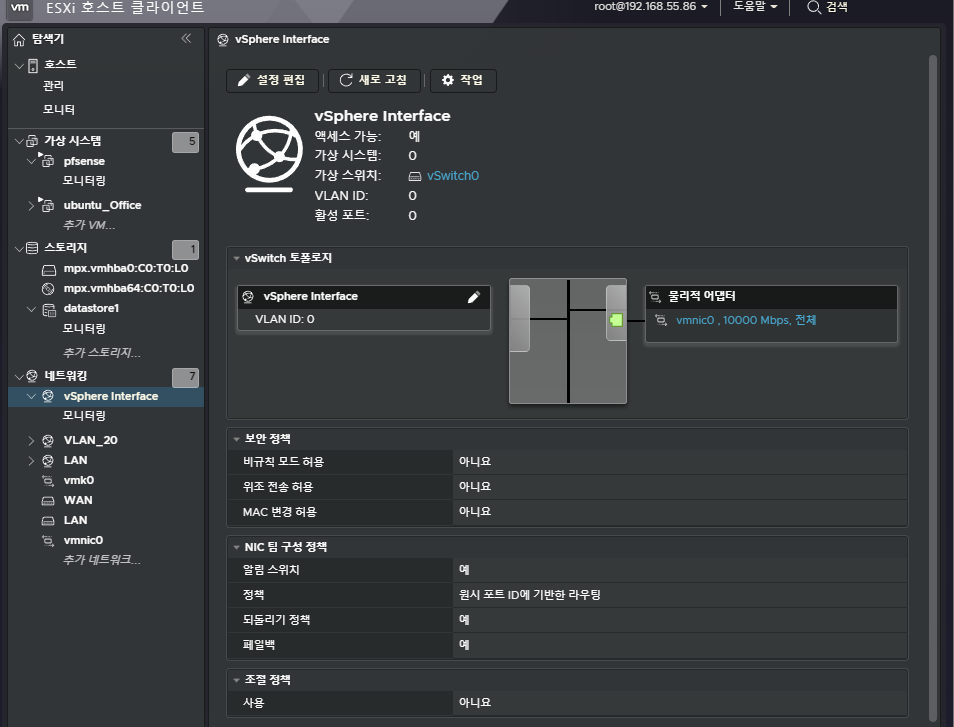 vm ESXi 호스트 클라이언트 root@192.168.55.86 도움말 검색
탐색기
호스트
관리
모니터
가상 시스템 5
pfsense
모니터링
ubuntu_Office
추가 VM...
스토리지 1
mpx.vmhba0:C0:T0:L0
mpx.vmhba64:C0:T0:L0
datastore1
모니터링
추가 스토리지...
네트워킹 7
vSphere Interface
모니터링
VLAN_20
LAN
vmk0
WAN
LAN
vmnic0
추가 네트워크...
vSphere Interface
설정 편집 새로 고침 작업
vSphere Interface
액세스 가능: 예
가상 시스템: 0
가상 스위치: vSwitch0
VLAN ID: 0
활성 포트: 0
vSwitch 토폴로지
vSphere Interface
VLAN ID: 0
물리적 어댑터
vmnic0 , 10000 Mbps, 전체
보안 정책
비규칙 모드 허용 아니요
위조 전송 허용 아니요
MAC 변경 허용 아니요
NIC 팀 구성 정책
알림 스위치 예
정책 원시 포트 ID에 기반한 라우팅
되돌리기 정책 예
페일백 예
조절 정책
사용 아니요